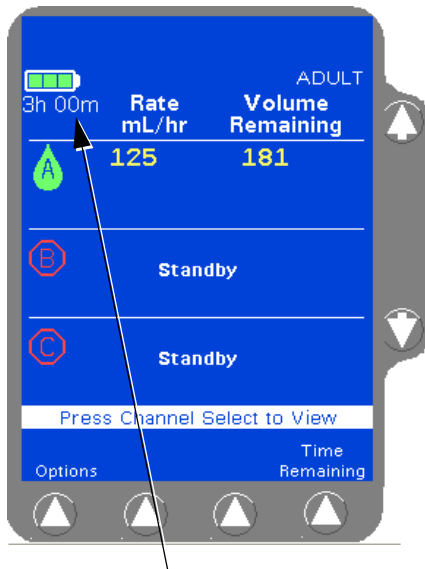 ADULT
3h 00m
Rate
mL/hr
Volume
Remaining
A
125
181
B
Standby
C
Standby
Press Channel Select to View
Options
Time
Remaining